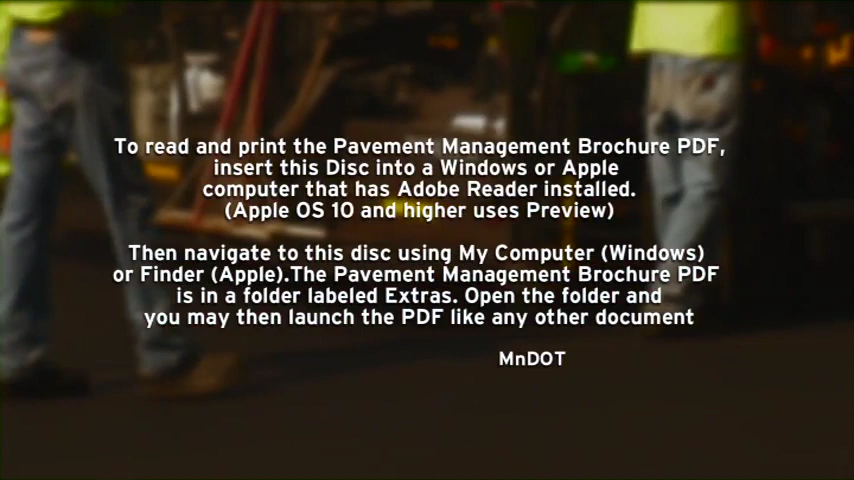 To read and print the Pavement Management Brochure PDF,
insert this Disc into a Windows or Apple
computer that has Adobe Reader installed.
(Apple OS 10 and higher uses Preview)
Then navigate to this disc using My Computer (Windows)
or Finder (Apple).The Pavement Management Brochure PDF
is in a folder labeled Extras. Open the folder and
you may then launch the PDF like any other document
MnDOT